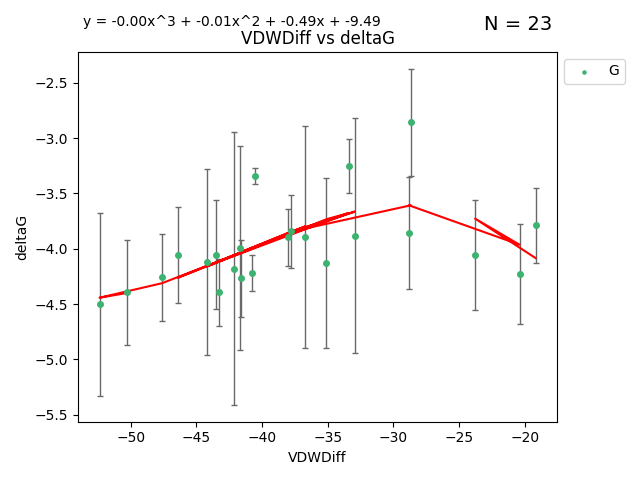 y = -0.00x^3 + -0.01x^2 + -0.49x + -9.49
N = 23
VDWDiff vs deltaG
G
−2.5
−3.0
−3.5
−4.0
−4.5
−5.0
−5.5
deltaG
−50 −45 −40 −35 −30 −25 −20
VDWDiff